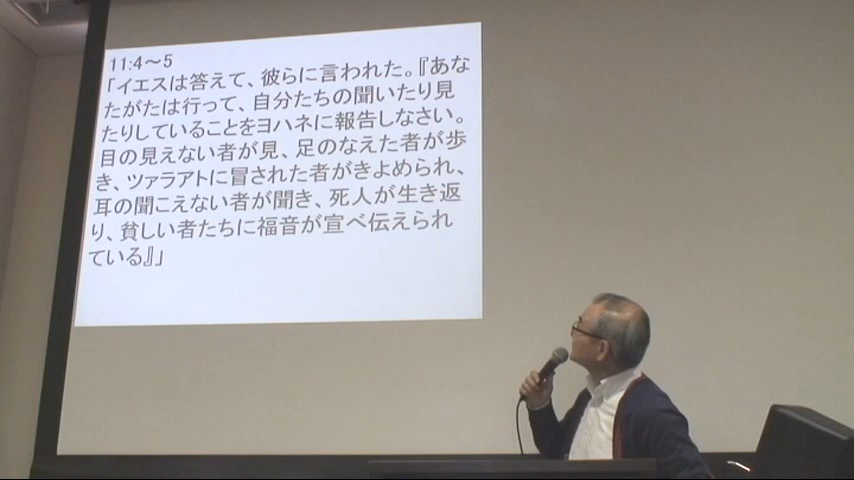 11:4～5
「イエスは答えて、彼らに言われた。『あな
たがたは行って、自分たちの聞いたり見
たりしていることをヨハネに報告しなさい。
目の見えない者が見、足のなえた者が歩
き、ツァラアトに冒された者がきよめられ、
耳の聞こえない者が聞き、死人が生き返
り、貧しい者たちに福音が宣べ伝えられ
ている』」